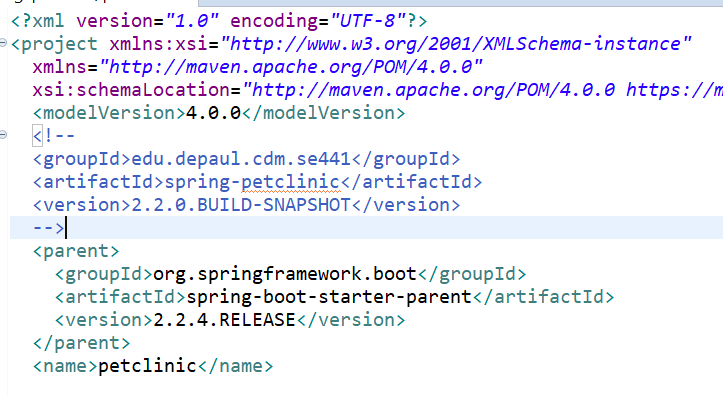 <?xml version="1.0" encoding="UTF-8"?>
<project xmlns:xsi="http://www.w3.org/2001/XMLSchema-instance"
xmlns="http://maven.apache.org/POM/4.0.0"
xsi:schemaLocation="http://maven.apache.org/POM/4.0.0 https://m
<modelVersion>4.0.0</modelVersion>
<!--
<groupId>edu.depaul.cdm.se441</groupId>
<artifactId>spring-petclinic</artifactId>
<version>2.2.0.BUILD-SNAPSHOT</version>
-->
<parent>
<groupId>org.springframework.boot</groupId>
<artifactId>spring-boot-starter-parent</artifactId>
<version>2.2.4.RELEASE</version>
</parent>
<name>petclinic</name>